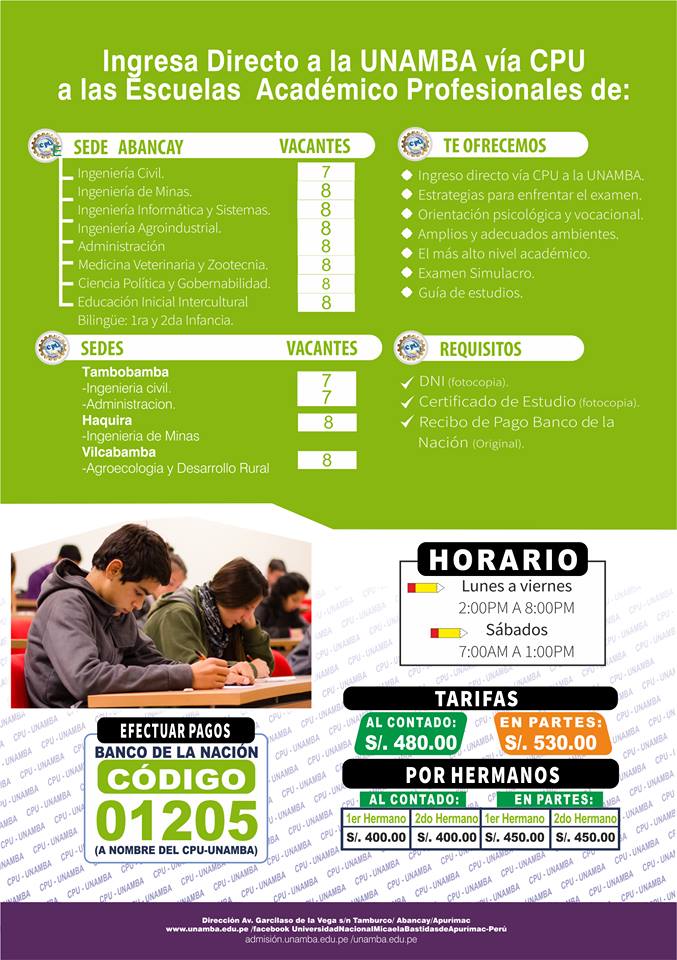 Ingresa Directo a la UNAMBA vía CPU
a las Escuelas Académico Profesionales de:
SEDE ABANCAY VACANTES
Ingeniería Civil. 7
Ingeniería de Minas. 8
Ingeniería Informática y Sistemas. 8
Ingeniería Agroindustrial. 8
Administración 8
Medicina Veterinaria y Zootecnia. 8
Ciencia Política y Gobernabilidad. 8
Educación Inicial Intercultural 8
Bilingüe: 1ra y 2da Infancia.
SEDES VACANTES
Tambobamba
-Ingenieria civil. 7
-Administracion. 7
Haquira 8
-Ingenieria de Minas
Vilcabamba
-Agroecologia y Desarrollo Rural 8
TE OFRECEMOS
Ingreso directo vía CPU a la UNAMBA.
Estrategias para enfrentar el examen.
Orientación psicológica y vocacional.
Amplios y adecuados ambientes.
El más alto nivel académico.
Examen Simulacro.
Guía de estudios.
REQUISITOS
DNI (fotocopia).
Certificado de Estudio (fotocopia).
Recibo de Pago Banco de la
Nación (Original).
HORARIO
Lunes a viernes
2:00PM A 8:00PM
Sábados
7:00AM A 1:00PM
EFECTUAR PAGOS
BANCO DE LA NACIÓN
CÓDIGO
01205
(A NOMBRE DEL CPU-UNAMBA)
TARIFAS
AL CONTADO: EN PARTES:
S/. 480.00 S/. 530.00
POR HERMANOS
AL CONTADO: EN PARTES:
1er Hermano 2do Hermano 1er Hermano 2do Hermano
S/. 400.00 S/. 400.00 S/. 450.00 S/. 450.00
Dirección Av. Garcilaso de la Vega s/n Tamburco/ Abancay/Apurimac
www.unamba.edu.pe /facebook UniversidadNacionalMicaelaBastidasdeApurímac-Perú
admisión.unamba.edu.pe /unamba.edu.pe